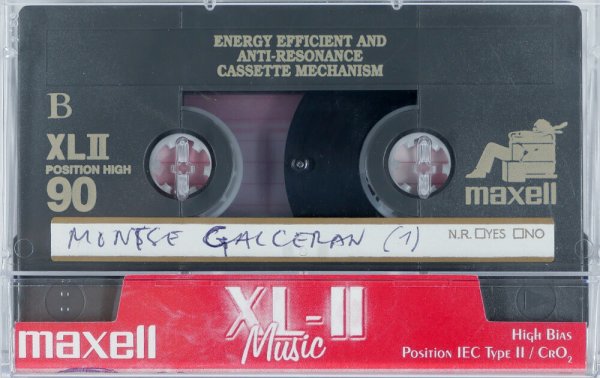 ENERGY EFFICIENT AND
ANTI-RESONANCE
CASSETTE MECHANISM
B
XLII
POSITION HIGH
90
maxell
MONTSE GALCERAN (1)
N.R. □YES □NO
maxell
XL-II
Music
HIGH BIAS
POSITION IEC TYPE II / CRO₂